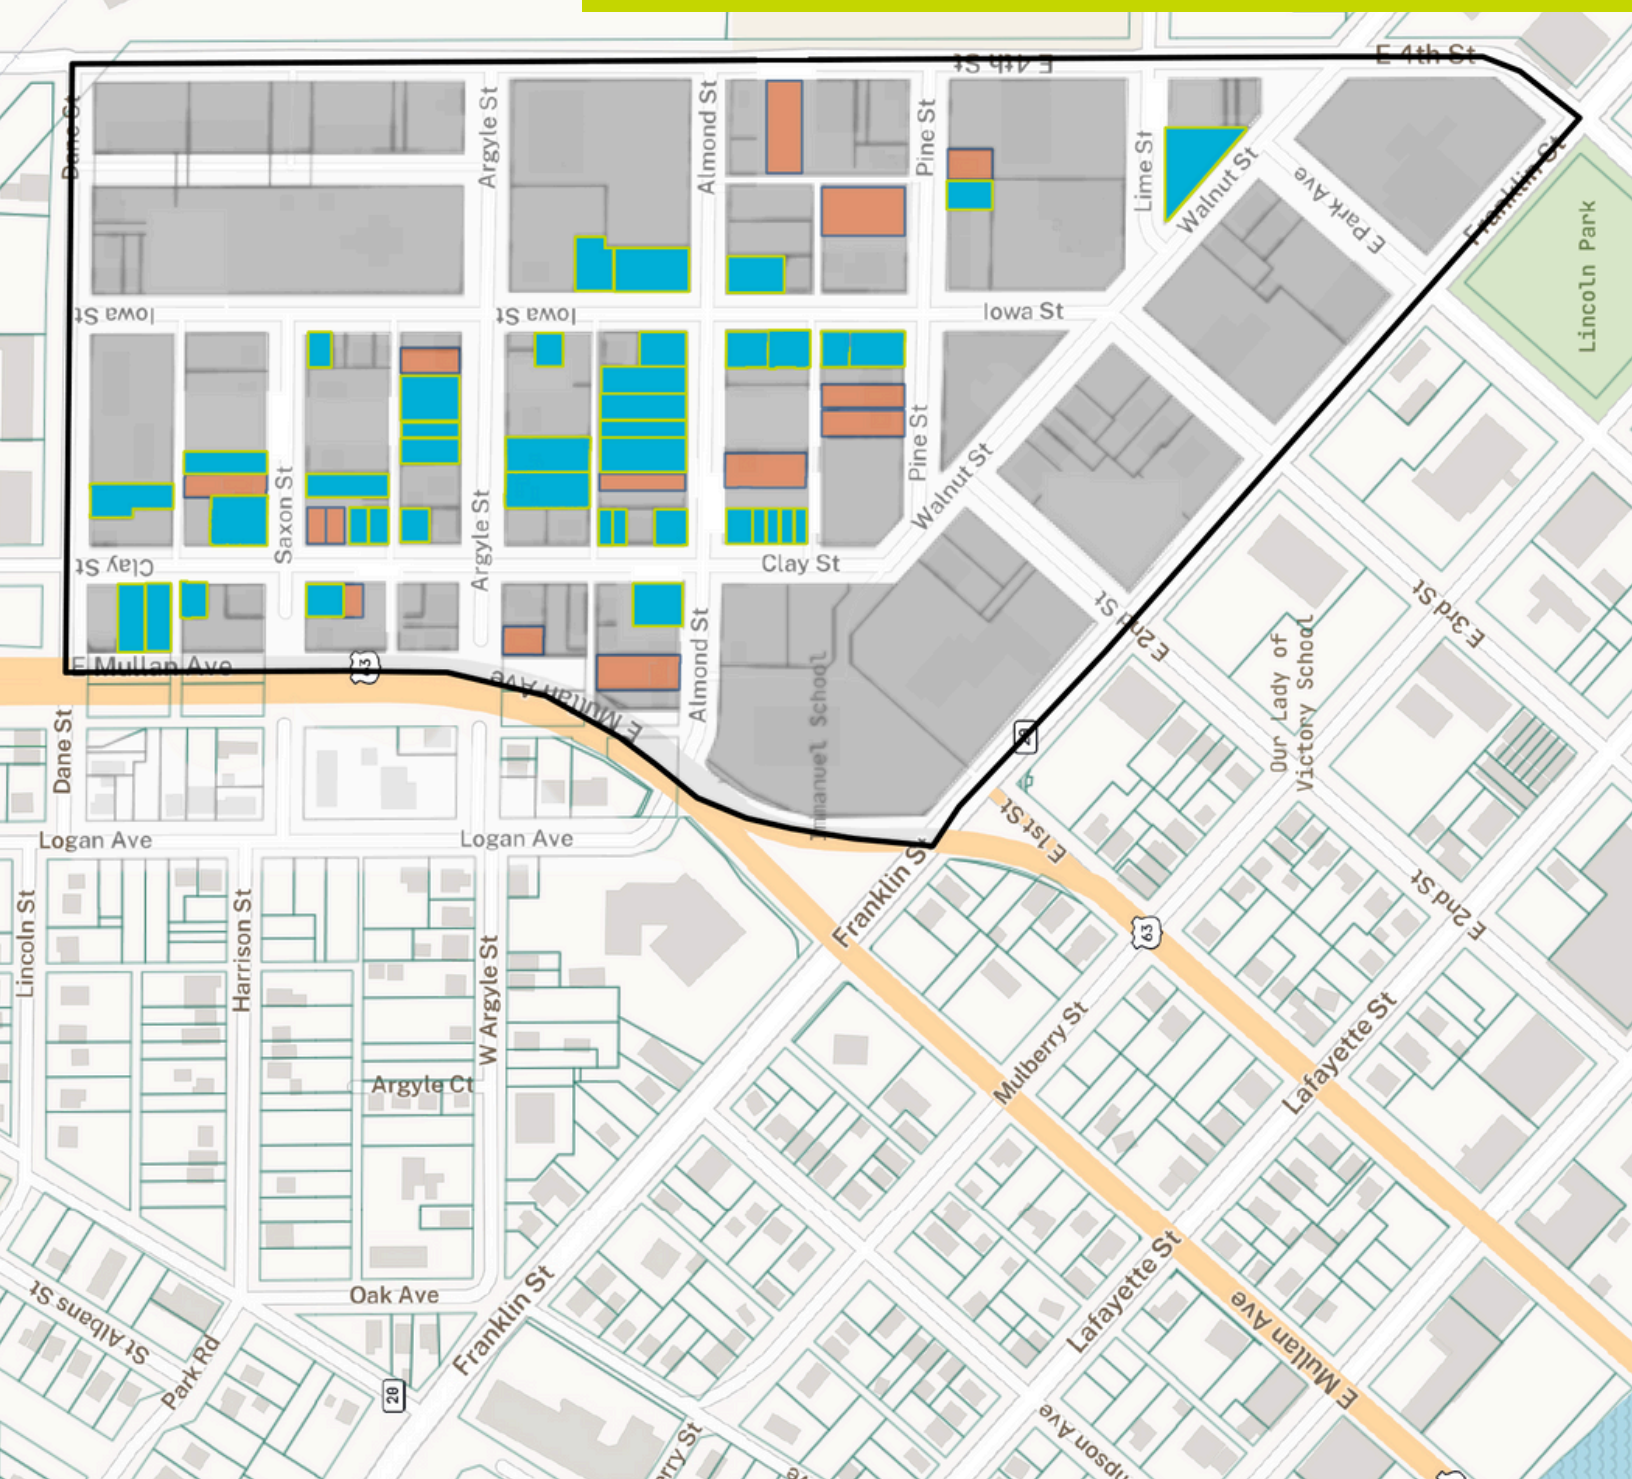 E 4th St
E 4th St
Dane St
Argyle St
Almond St
Pine St
Lime St
Walnut St
E Park Ave
Franklin St
Lincoln Park
Iowa St
Iowa St
Iowa St
Saxon St
Argyle St
Pine St
Walnut St
Clay St
Clay St
E 2nd St
E 3rd St
Our Lady of
Victory School
E Mullan Ave
63
E Mullan Ave
Almond St
Immanuel School
20
Dane St
Logan Ave
Logan Ave
E 1st St
Franklin St
E 2nd St
63
Lincoln St
Harrison St
W Argyle St
Mulberry St
Lafayette St
Argyle Ct
Oak Ave
St Albans St
Park Rd
Franklin St
20
Lafayette St
E Mullan Ave